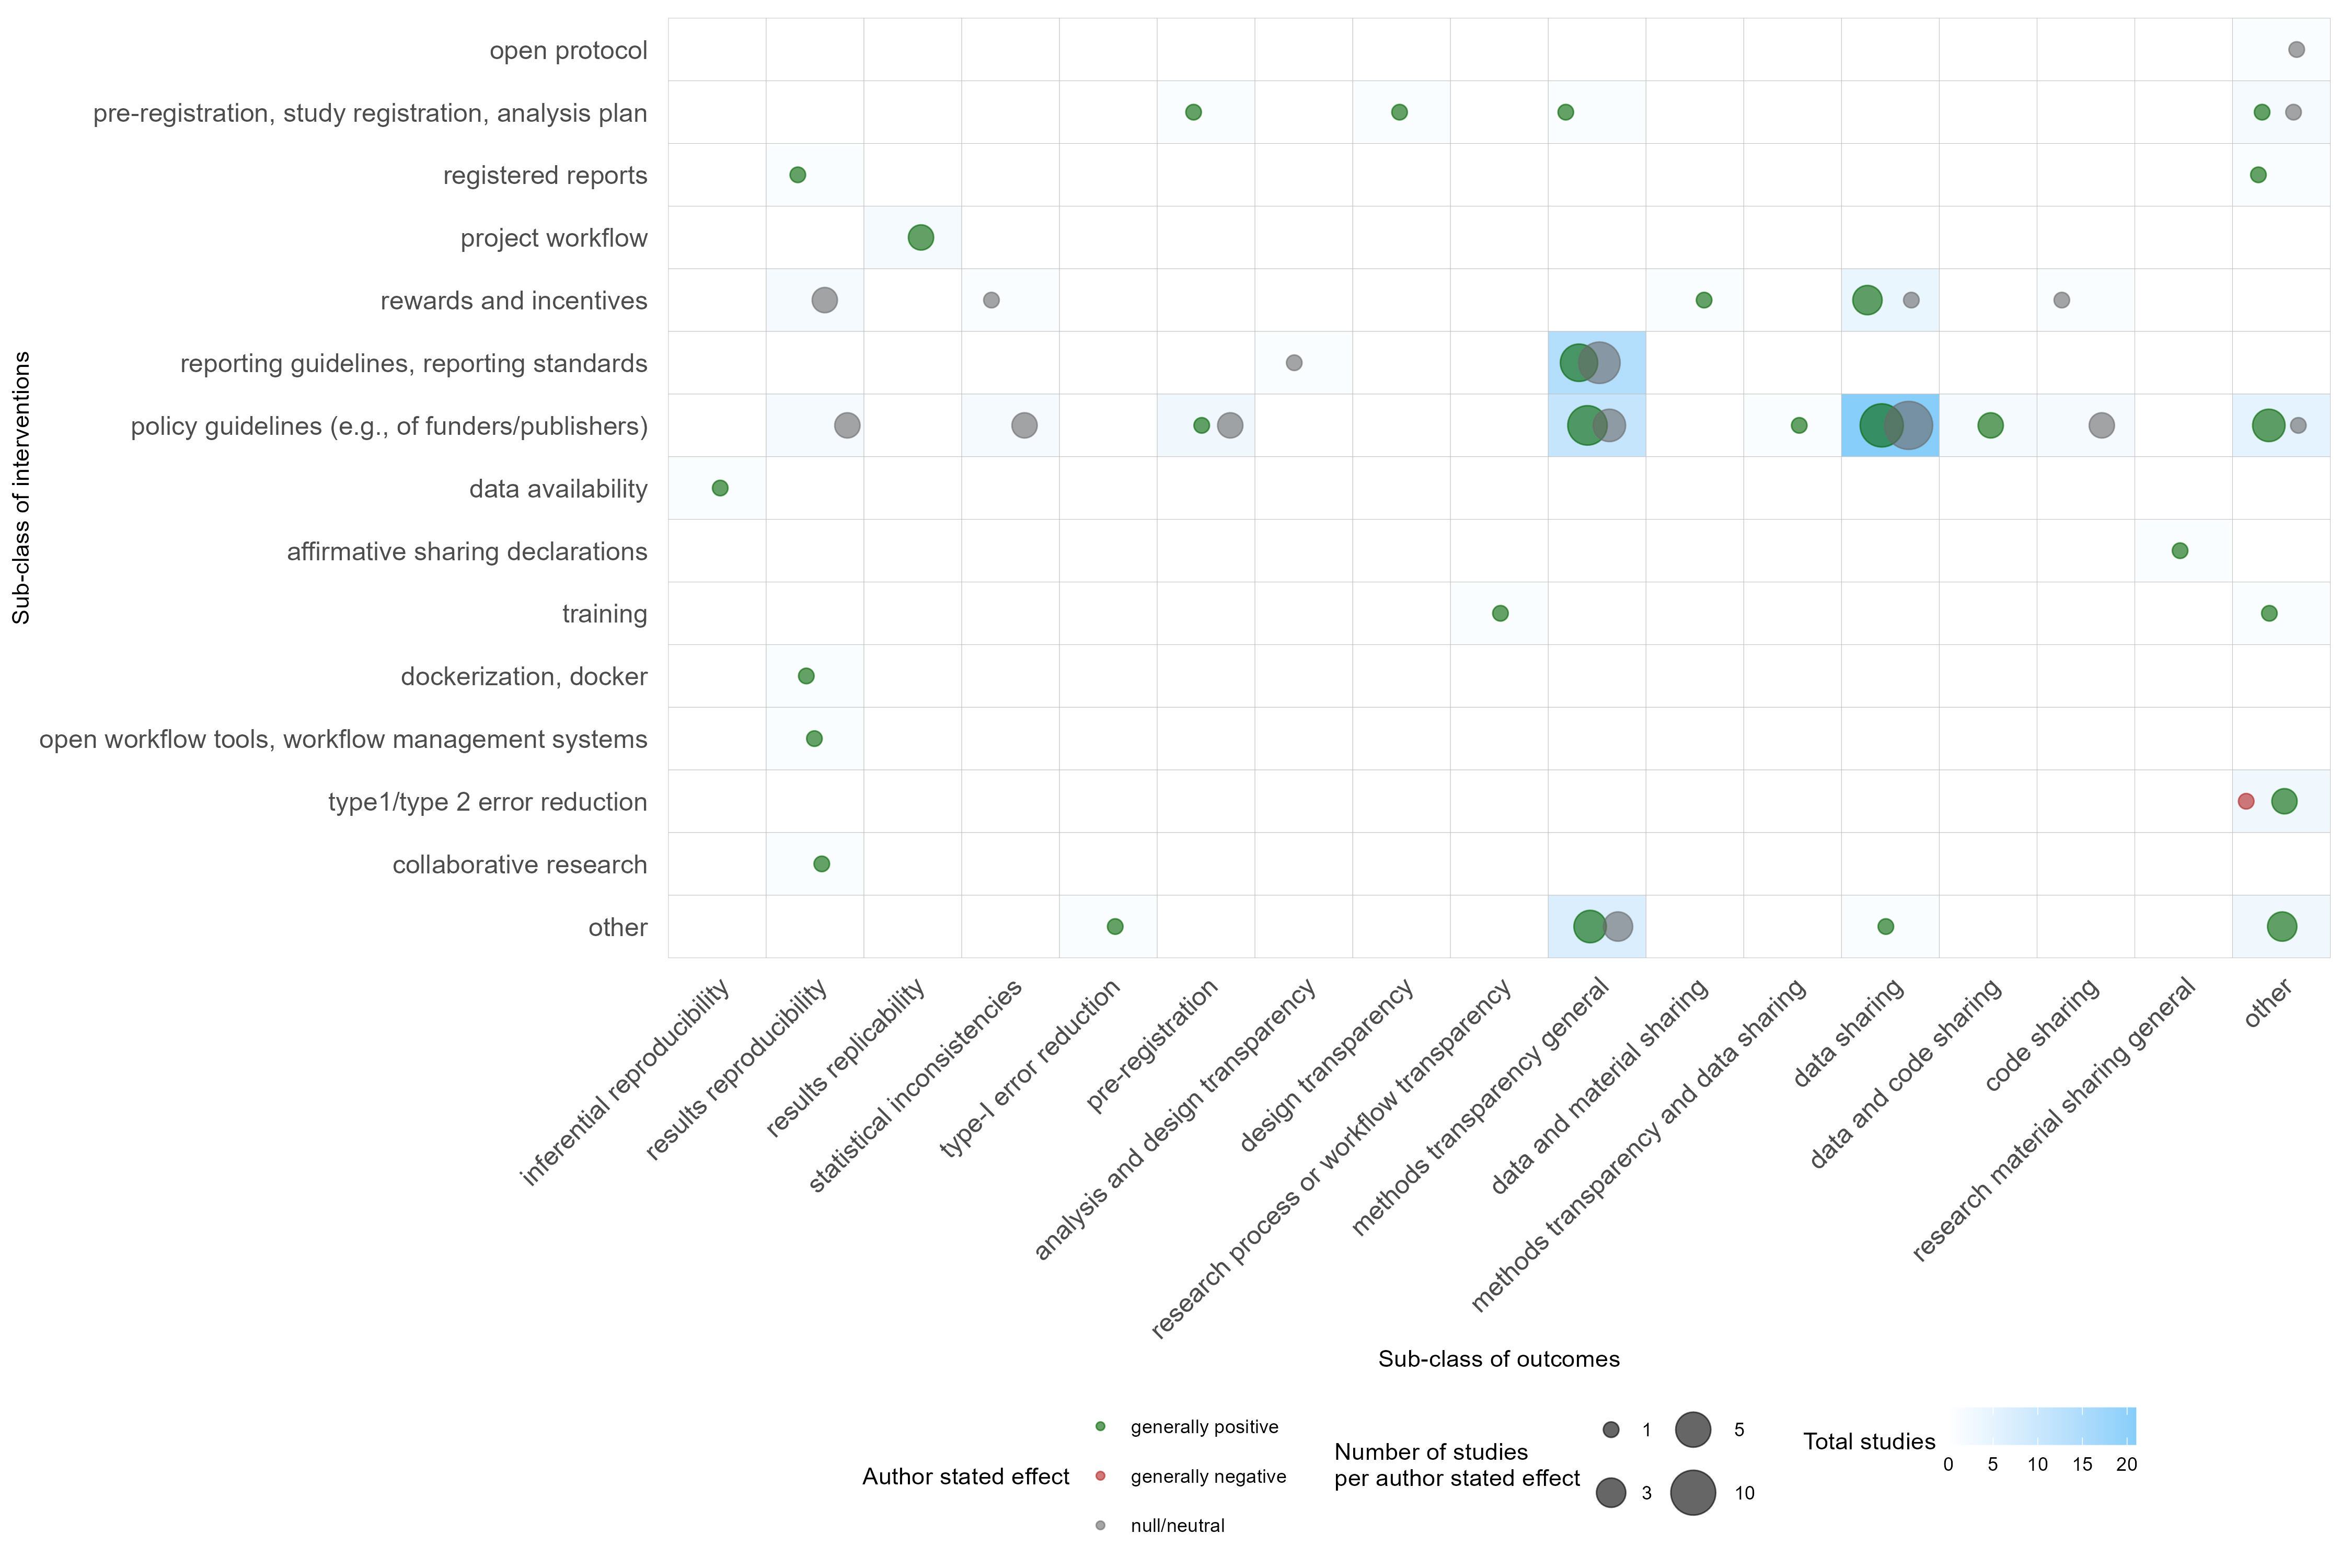 open protocol
pre-registration, study registration, analysis plan
registered reports
project workflow
rewards and incentives
reporting guidelines, reporting standards
policy guidelines (e.g., of funders/publishers)
data availability
affirmative sharing declarations
training
dockerization, docker
open workflow tools, workflow management systems
type1/type 2 error reduction
collaborative research
other
Sub-class of interventions
inferential reproducibility
results reproducibility
results replicability
statistical inconsistencies
type-I error reduction
pre-registration
analysis and design transparency
design transparency
research process or workflow transparency
methods transparency general
data and material sharing
methods transparency and data sharing
data sharing
data and code sharing
code sharing
research material sharing general
other
Sub-class of outcomes
Author stated effect
generally positive
generally negative
null/neutral
Number of studies
per author stated effect
1
5
3
10
Total studies
0 5 10 15 20